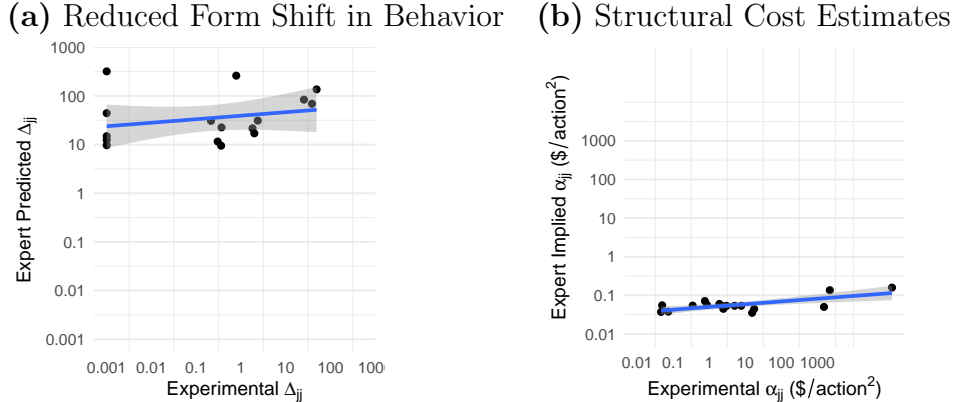 (a) Reduced Form Shift in Behavior
1000
100
10
1
0.1
0.01
0.001
Expert Predicted Δjj
0.001 0.01 0.1 1 10 100 100
Experimental Δjj
(b) Structural Cost Estimates
1000
100
10
1
0.1
0.01
Expert Implied αjj ($/action²)
0.01 0.1 1 10 100 1000
Experimental αjj ($/action²)